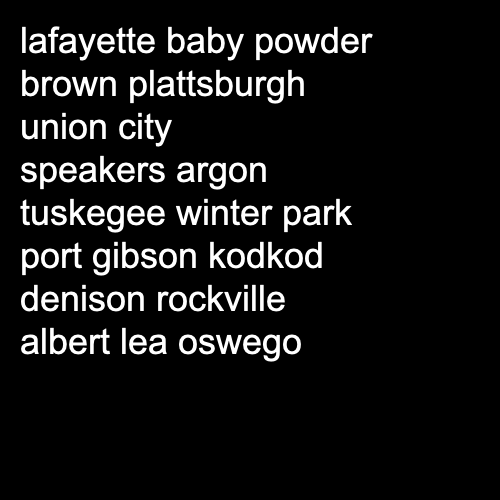 lafayette baby powder
brown plattsburgh
union city
speakers argon
tuskegee winter park
port gibson kodkod
denison rockville
albert lea oswego